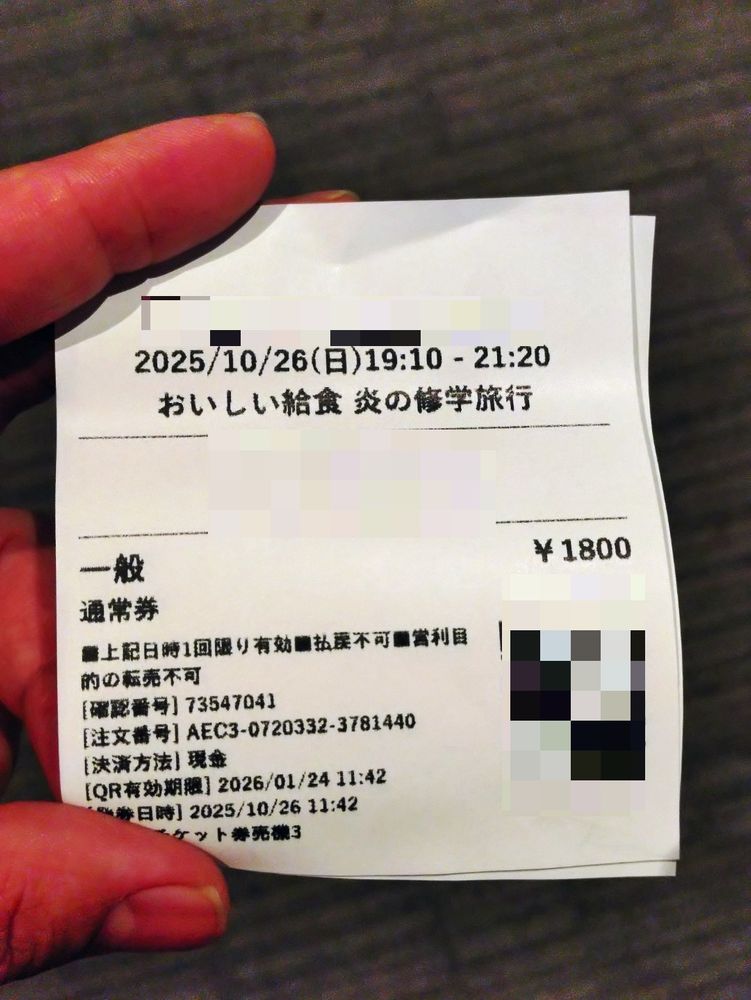 2025/10/26(日)19:10 - 21:20
おいしい給食 炎の修学旅行
¥1800
一般
通常券
■上記日時1回限り有効■払戻不可■営利目
的の転売不可
[確認番号] 73547041
[注文番号] AEC3-0720332-3781440
[決済方法] 現金
[QR有効期限] 2026/01/24 11:42
券日時] 2025/10/26 11:42
チケット券売機3